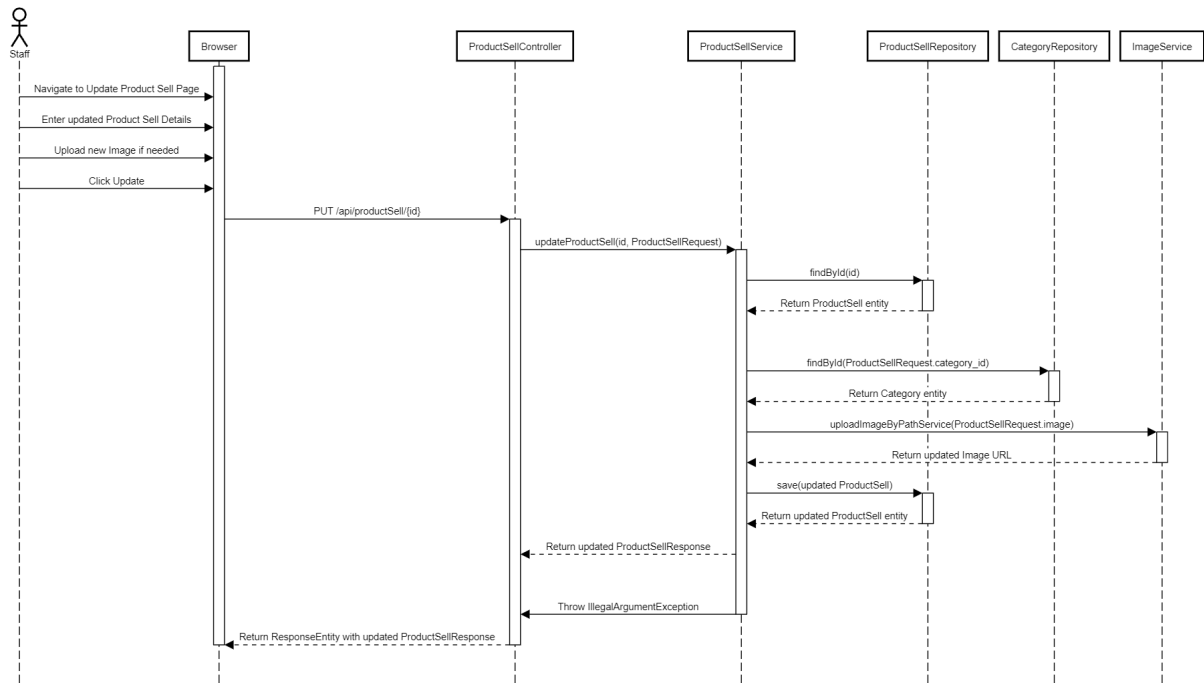 Staff
Browser
ProductSellController
ProductSellService
ProductSellRepository
CategoryRepository
ImageService
Navigate to Update Product Sell Page
Enter updated Product Sell Details
Upload new Image if needed
Click Update
PUT /api/productSell/{id}
updateProductSell(id, ProductSellRequest)
findById(id)
Return ProductSell entity
findById(ProductSellRequest.category_id)
Return Category entity
uploadImageByPathService(ProductSellRequest.image)
Return updated Image URL
save(updated ProductSell)
Return updated ProductSell entity
Return updated ProductSellResponse
Throw IllegalArgumentException
Return ResponseEntity with updated ProductSellResponse